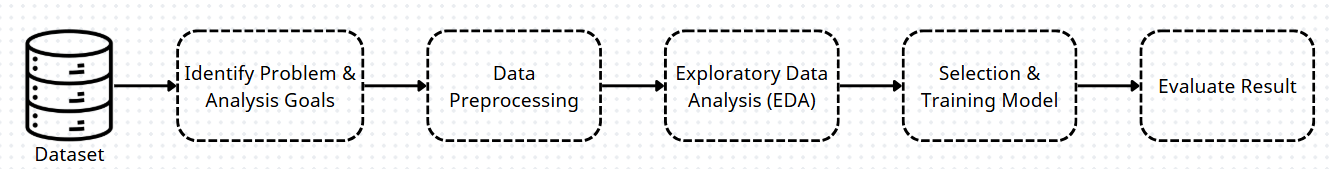 Dataset
Identify Problem &
Analysis Goals
Data
Preprocessing
Exploratory Data
Analysis (EDA)
Selection &
Training Model
Evaluate Result